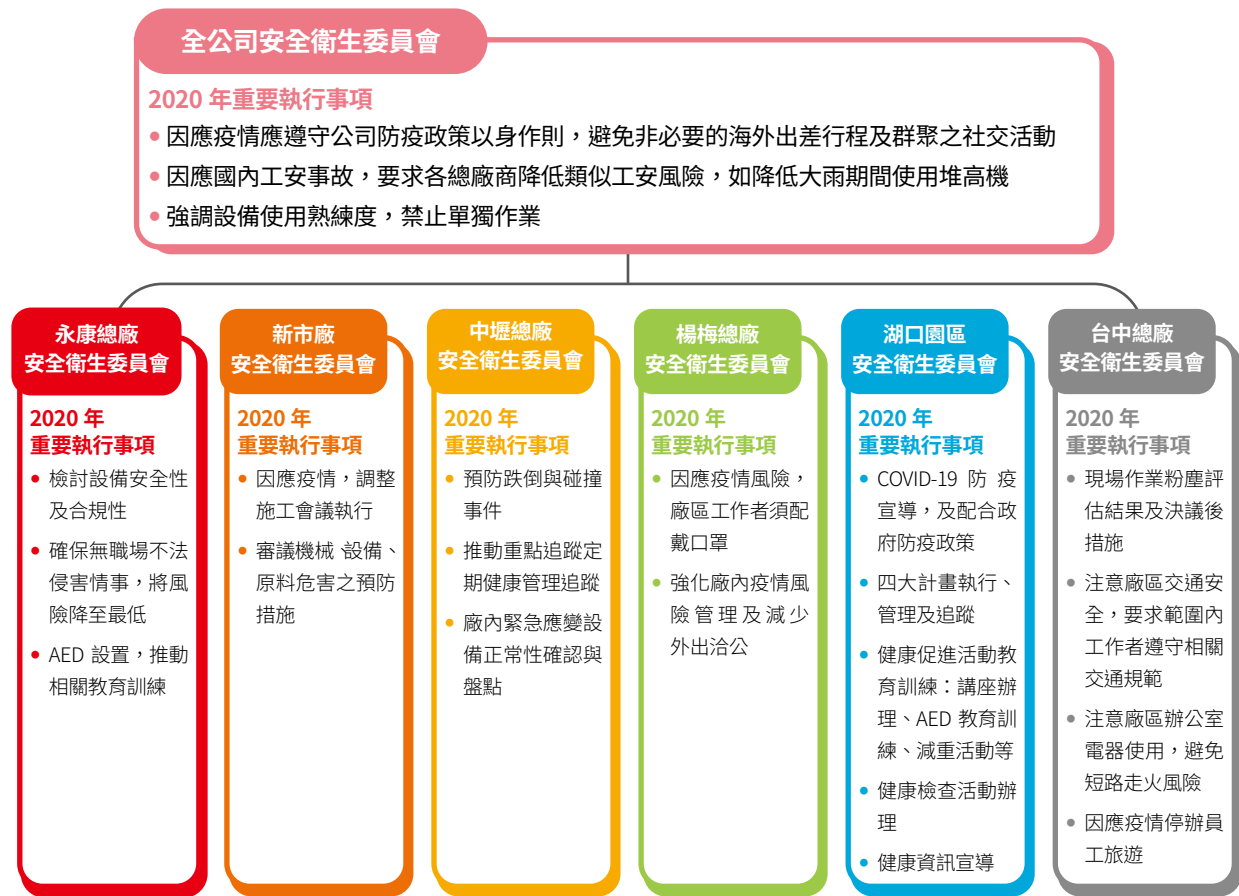 全公司安全衛生委員會
2020 年重要執行事項
• 因應疫情應遵守公司防疫政策以身作則，避免非必要的海外出差行程及群聚之社交活動
• 因應國內工安事故，要求各總廠商降低類似工安風險，如降低大雨期間使用堆高機
• 強調設備使用熟練度，禁止單獨作業
永康總廠
安全衛生委員會
2020 年
重要執行事項
• 檢討設備安全性
及合規性
• 確保無職場不法
侵害情事，將風
險降至最低
• AED 設置，推動
相關教育訓練
新市廠
安全衛生委員會
2020 年
重要執行事項
• 因應疫情，調整
施工會議執行
• 審議機械、設備、
原料危害之預防
措施
中壢總廠
安全衛生委員會
2020 年
重要執行事項
• 預防跌倒與碰撞
事件
• 推動重點追蹤定
期健康管理追蹤
• 廠內緊急應變設
備正常性確認與
盤點
楊梅總廠
安全衛生委員會
2020 年
重要執行事項
• 因應疫情風險，
廠區工作者須配
戴口罩
• 強化廠內疫情風
險管理及減少
外出洽公
湖口園區
安全衛生委員會
2020 年
重要執行事項
• COVID-19 防疫
宣導，及配合政
府防疫政策
• 四大計畫執行、
管理及追蹤
• 健康促進活動教
育訓練：講座辦
理、AED 教育訓
練、減重活動等
• 健康檢查活動辦
理
• 健康資訊宣導
台中總廠
安全衛生委員會
2020 年
重要執行事項
• 現場作業粉塵評
估結果及決議後
措施
• 注意廠區交通安
全，要求範圍內
工作者遵守相關
交通規範
• 注意廠區辦公室
電器使用，避免
短路走火風險
• 因應疫情停辦員
工旅遊